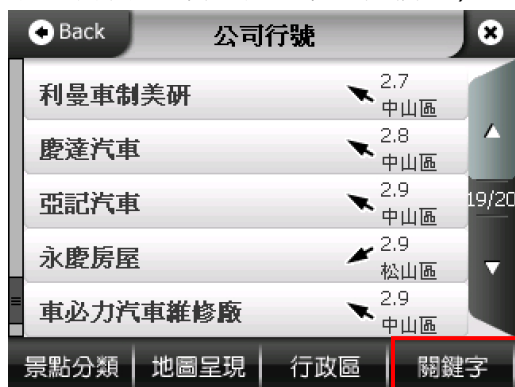 Back
公司行號
利曼車制美研
2.7
中山區
慶達汽車
2.8
中山區
亞記汽車
2.9
中山區
19/20
永慶房屋
2.9
松山區
車必力汽車維修廠
2.9
中山區
景點分類 地圖呈現 行政區 關鍵字